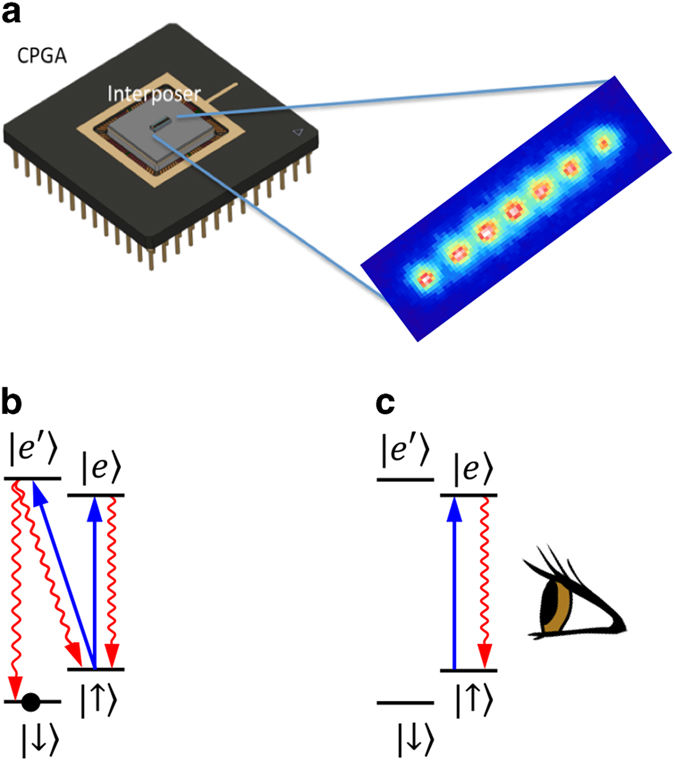 a
CPGA
Interposer
b
|e′⟩
|e⟩
|↑⟩
|↓⟩
c
|e′⟩
|e⟩
|↑⟩
|↓⟩